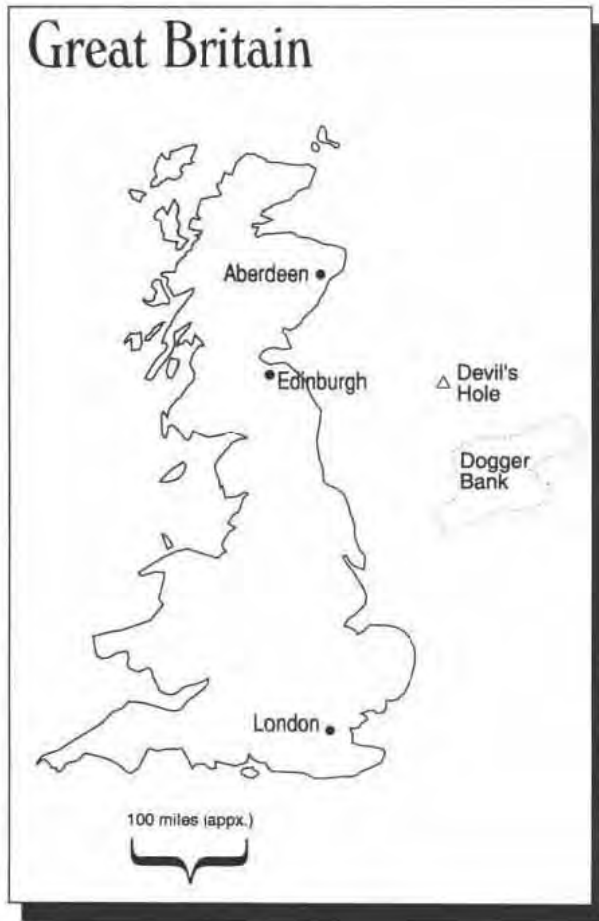 Great Britain
Aberdeen
Edinburgh
Devil's
Hole
Dogger
Bank
London
100 miles (appx.)